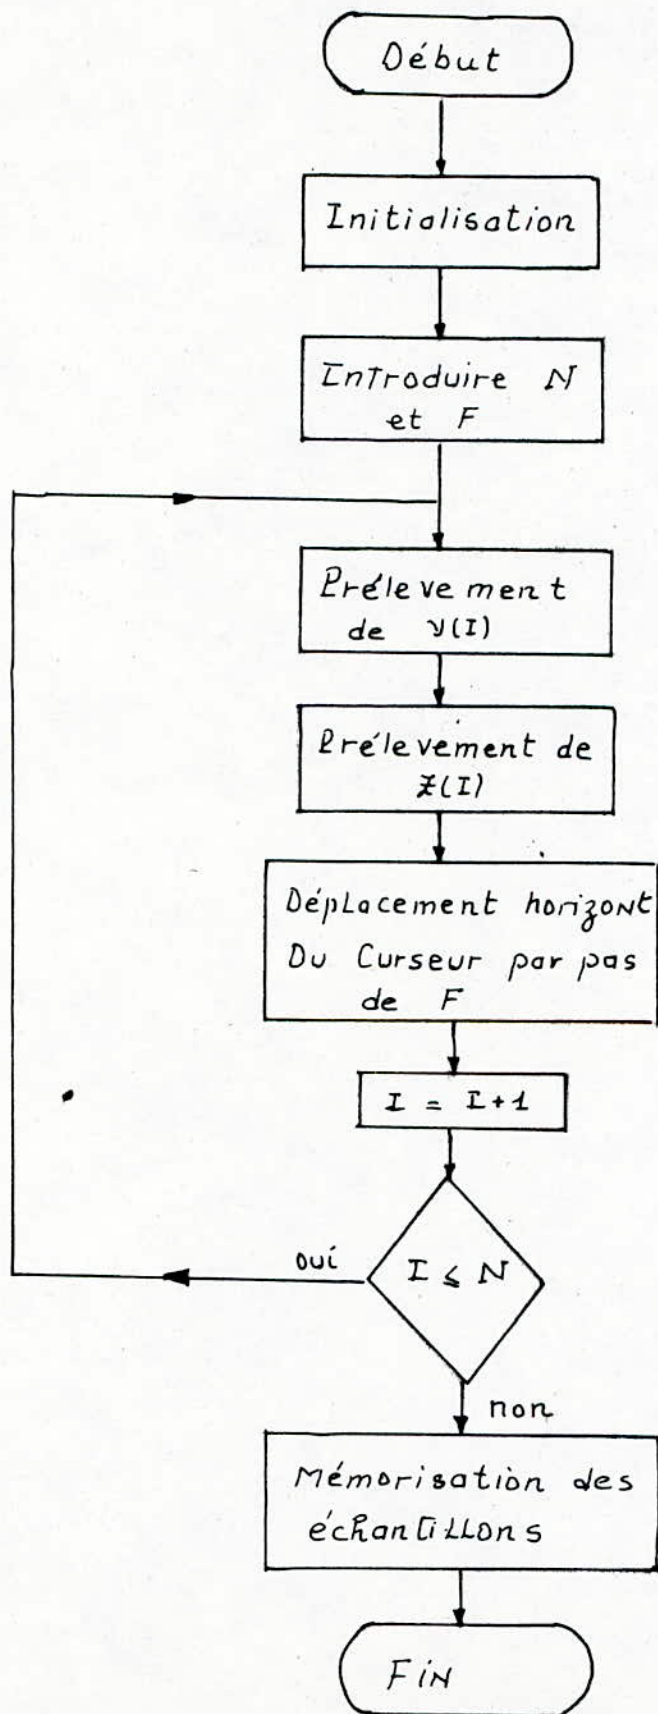 Début
Initialisation
Introduire N
et F
Prélevement
de y(I)
Prélevement de
Z(I)
Déplacement horizont
Du Curseur par pas
de F
I = I+1
I ≤ N
oui
non
Mémorisation des
échantillons
FiN